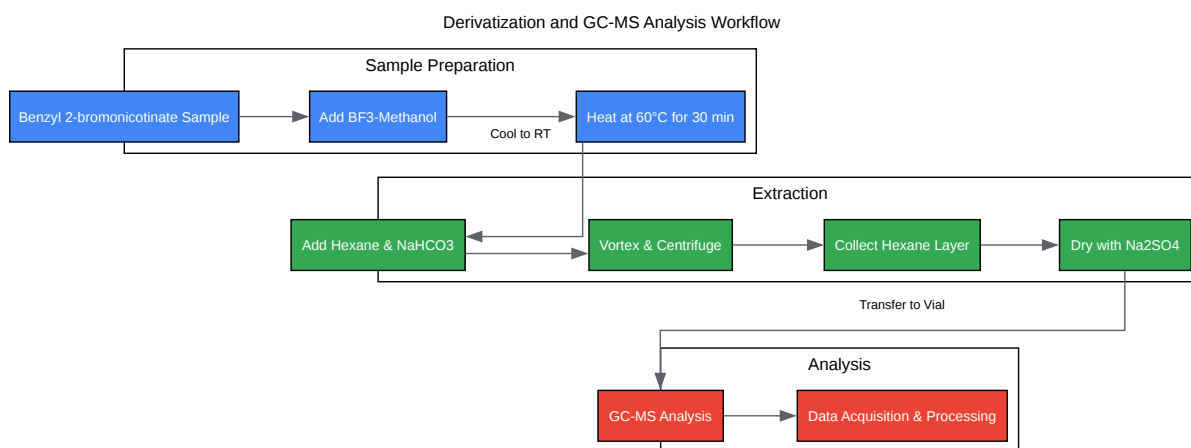 Derivatization and GC-MS Analysis Workflow
Sample Preparation
Benzyl 2-bromonicotinate Sample
Add BF3-Methanol
Heat at 60°C for 30 min
Cool to RT
Extraction
Add Hexane & NaHCO3
Vortex & Centrifuge
Collect Hexane Layer
Dry with Na2SO4
Transfer to Vial
Analysis
GC-MS Analysis
Data Acquisition & Processing